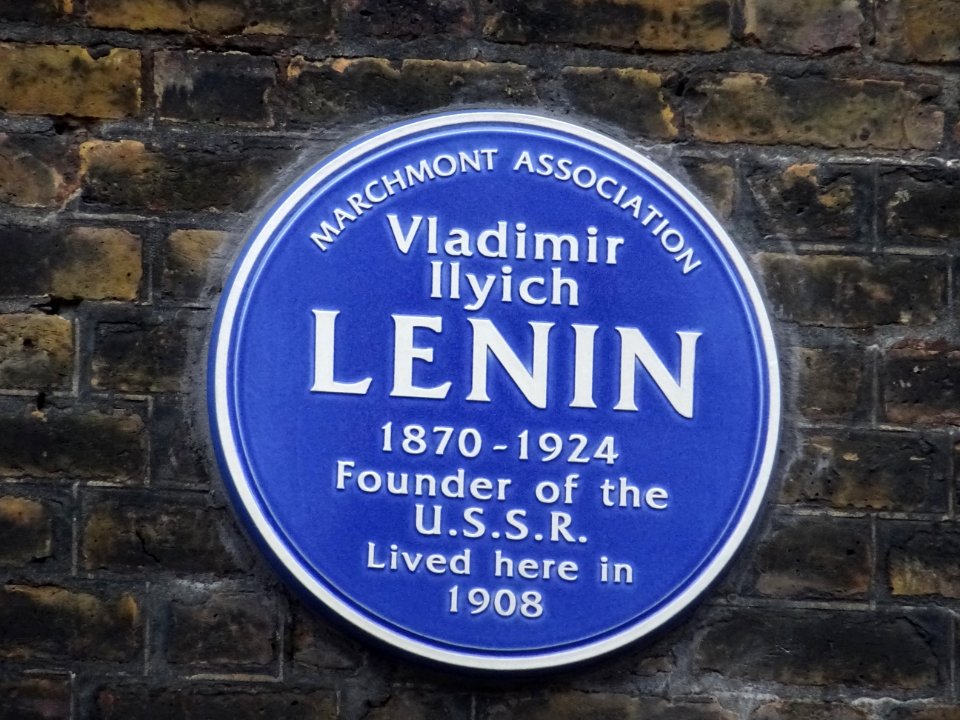 MARCHMONT ASSOCIATION
Vladimir
Ilyich
LENIN
1870-1924
Founder of the
U.S.S.R.
Lived here in
1908